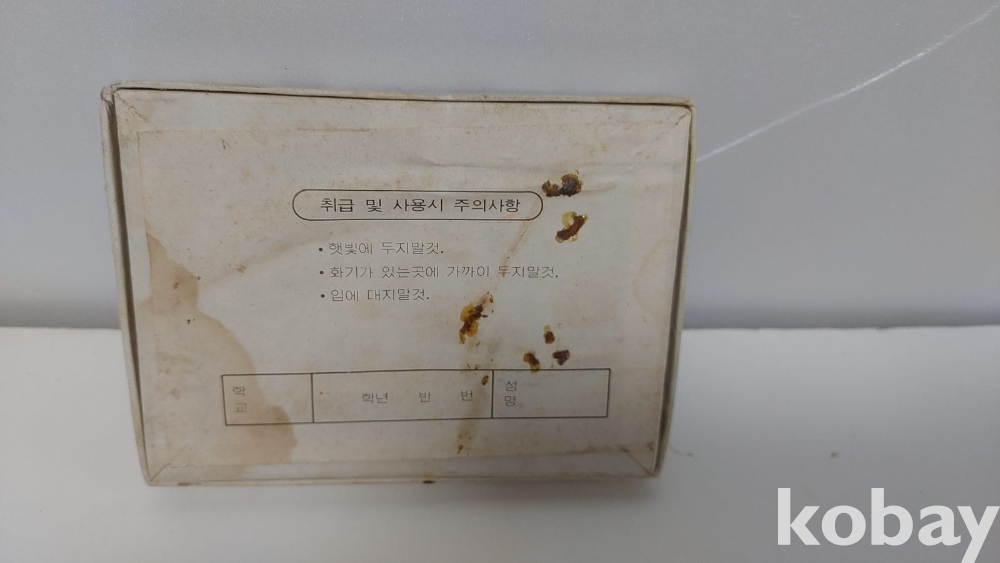 취급 및 사용시 주의사항
• 햇빛에 두지말것.
• 화기가 있는곳에 가까이 두지말것.
• 입에 대지말것.
학교 학년 반 번 성명
kobay